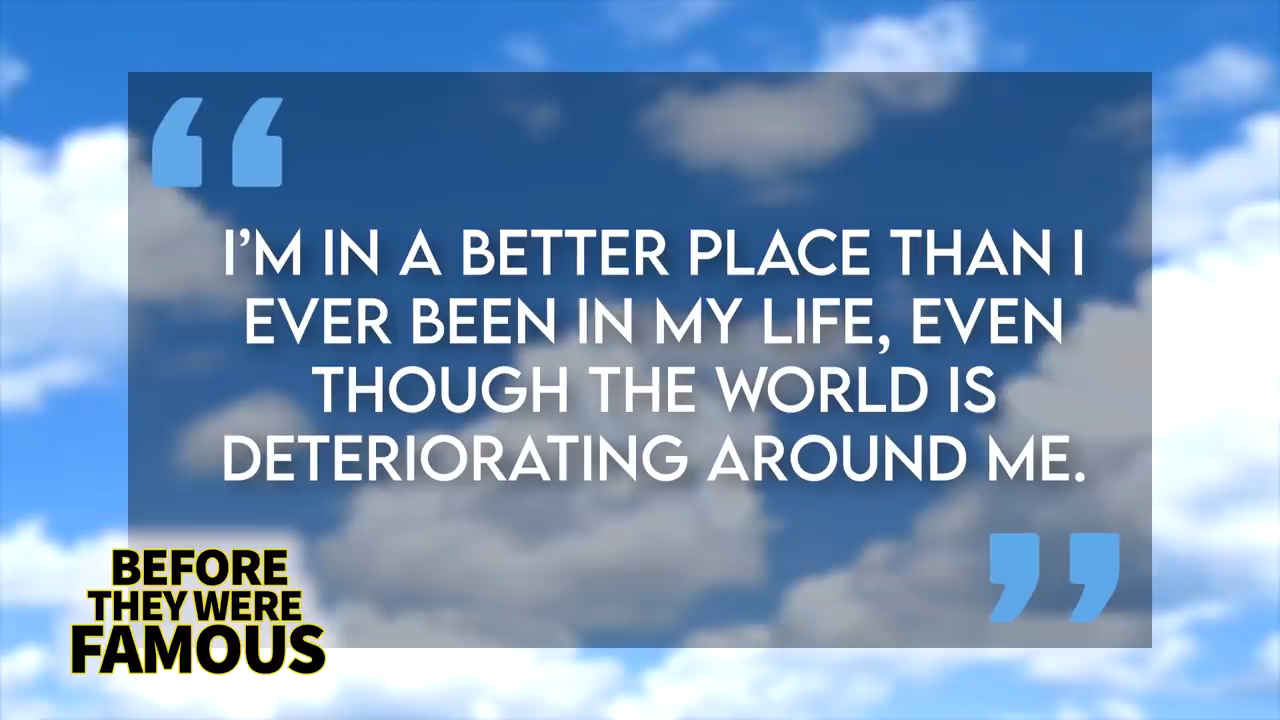 “
I’M IN A BETTER PLACE THAN I
EVER BEEN IN MY LIFE, EVEN
THOUGH THE WORLD IS
DETERIORATING AROUND ME.
”
BEFORE
THEY WERE
FAMOUS